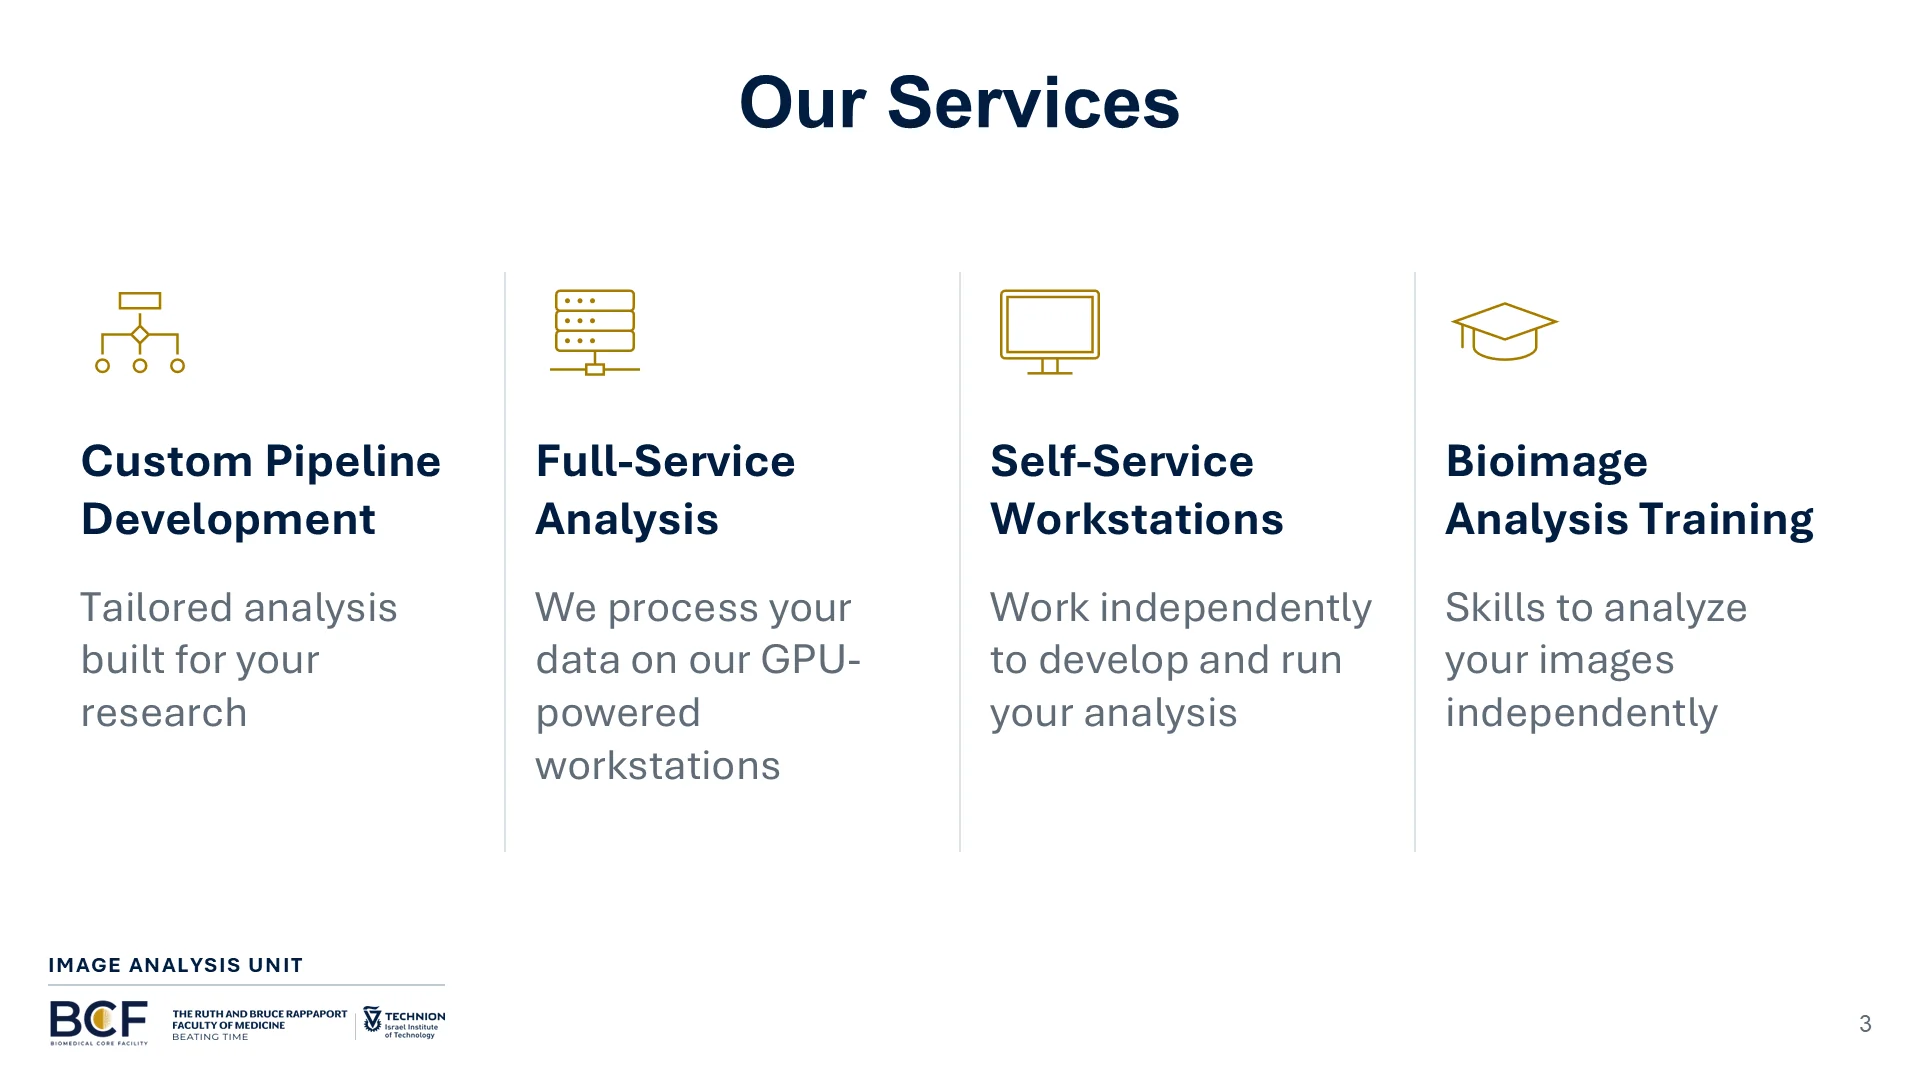 Our Services
Custom Pipeline
Development
Tailored analysis
built for your
research
Full-Service
Analysis
We process your
data on our GPU-
powered
workstations
Self-Service
Workstations
Work independently
to develop and run
your analysis
Bioimage
Analysis Training
Skills to analyze
your images
independently
IMAGE ANALYSIS UNIT
BCF
BIOMEDICAL CORE FACILITY
THE RUTH AND BRUCE RAPPAPORT
FACULTY OF MEDICINE
BEATING TIME
TECHNION
Israel Institute
of Technology
3